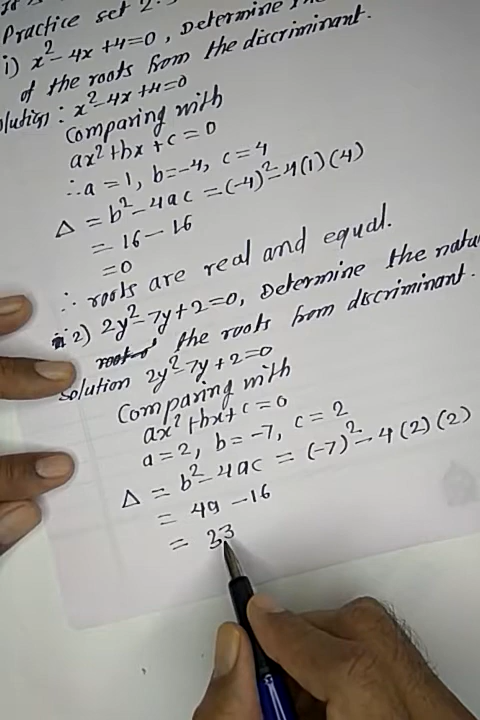 Practice set 2.
i) x² - 4x + 4 = 0, Determine the
of the roots from the discriminant.
solution : x² - 4x + 4 = 0
Comparing with
ax² + bx + c = 0
∴ a = 1, b = -4, c = 4
Δ = b² - 4ac = (-4)² - 4(1)(4)
= 16 - 16
= 0
∴ roots are real and equal.
2) 2y² - 7y + 2 = 0, Determine the natu
the roots from discriminant.
Solution 2y² - 7y + 2 = 0
Comparing with
ax² + bx + c = 0
a = 2, b = -7, c = 2
Δ = b² - 4ac = (-7)² - 4(2)(2)
= 49 - 16
= 33